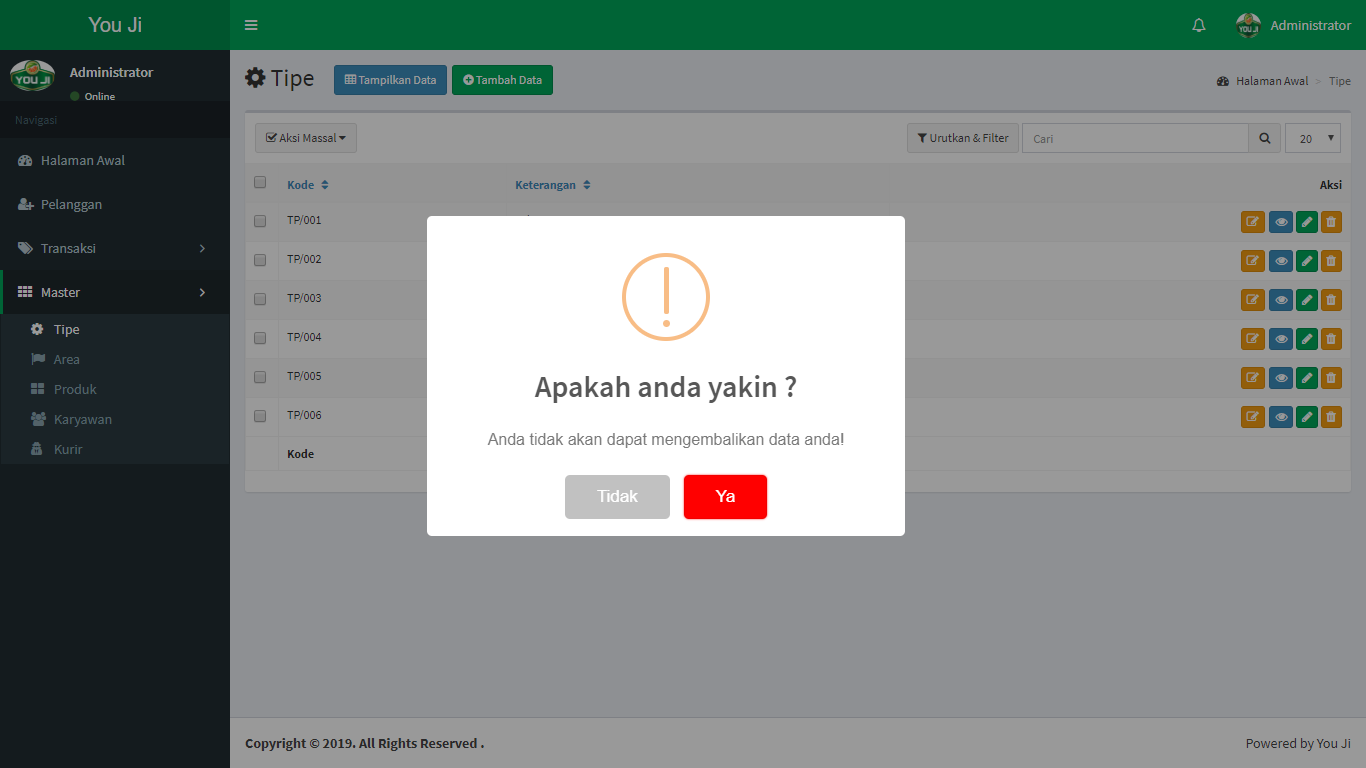 You Ji
Administrator
YOU JI
Administrator
Online
Navigasi
Halaman Awal
Pelanggan
Transaksi
Master
Tipe
Area
Produk
Karyawan
Kurir
Tipe
Tampilkan Data
Tambah Data
Halaman Awal > Tipe
Aksi Massal
Urutkan & Filter
Cari
20
Kode Keterangan Aksi
TP/001
TP/002
TP/003
TP/004
TP/005
TP/006
Kode
Apakah anda yakin ?
Anda tidak akan dapat mengembalikan data anda!
Tidak
Ya
Copyright © 2019. All Rights Reserved .
Powered by You Ji